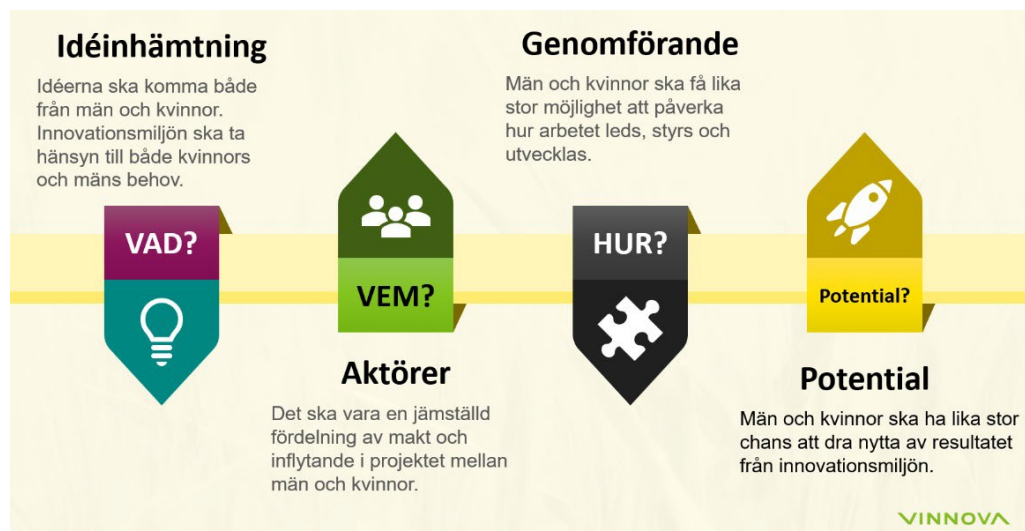 Idéinhämtning
Idéerna ska komma både
från män och kvinnor.
Innovationsmiljön ska ta
hänsyn till både kvinnors
och mäns behov.
VAD?
VEM?
Aktörer
Det ska vara en jämställd
fördelning av makt och
inflytande i projektet mellan
män och kvinnor.
Genomförande
Män och kvinnor ska få lika
stor möjlighet att påverka
hur arbetet leds, styrs och
utvecklas.
HUR?
Potential?
Potential
Män och kvinnor ska ha lika stor
chans att dra nytta av resultatet
från innovationsmiljön.
VINNOVA